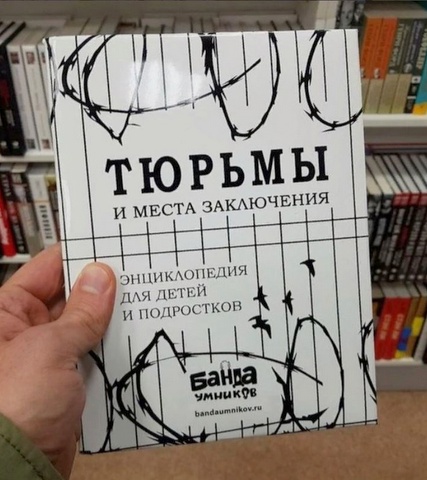 ТЮРЬМЫ
И МЕСТА ЗАКЛЮЧЕНИЯ
ЭНЦИКЛОПЕДИЯ
ДЛЯ ДЕТЕЙ
И ПОДРОСТКОВ
БАНДА
УМНИКОВ
bandaumnikov.ru